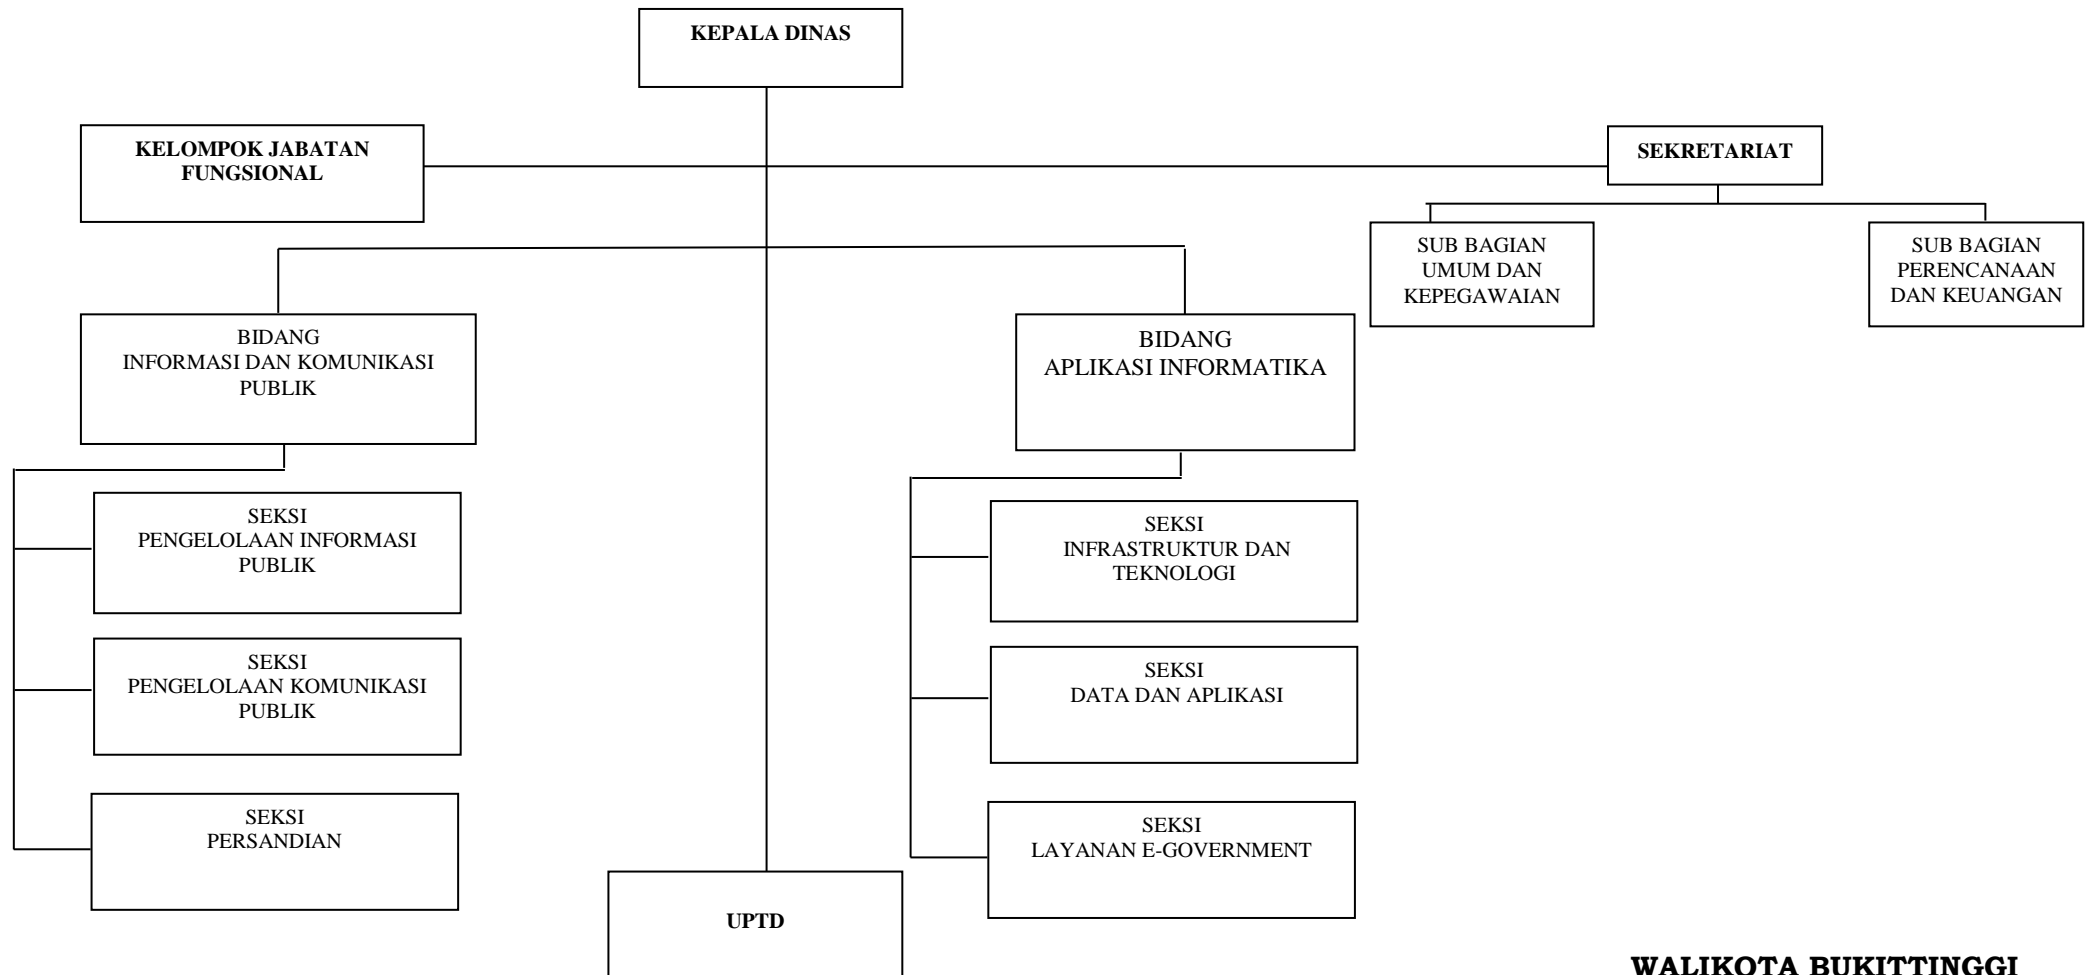 KEPALA DINAS
KELOMPOK JABATAN
FUNGSIONAL
SEKRETARIAT
SUB BAGIAN
UMUM DAN
KEPEGAWAIAN
SUB BAGIAN
PERENCANAAN
DAN KEUANGAN
BIDANG
INFORMASI DAN KOMUNIKASI
PUBLIK
BIDANG
APLIKASI INFORMATIKA
SEKSI
PENGELOLAAN INFORMASI
PUBLIK
SEKSI
PENGELOLAAN KOMUNIKASI
PUBLIK
SEKSI
PERSANDIAN
SEKSI
INFRASTRUKTUR DAN
TEKNOLOGI
SEKSI
DATA DAN APLIKASI
SEKSI
LAYANAN E-GOVERNMENT
UPTD
WALIKOTA BUKITTINGGI